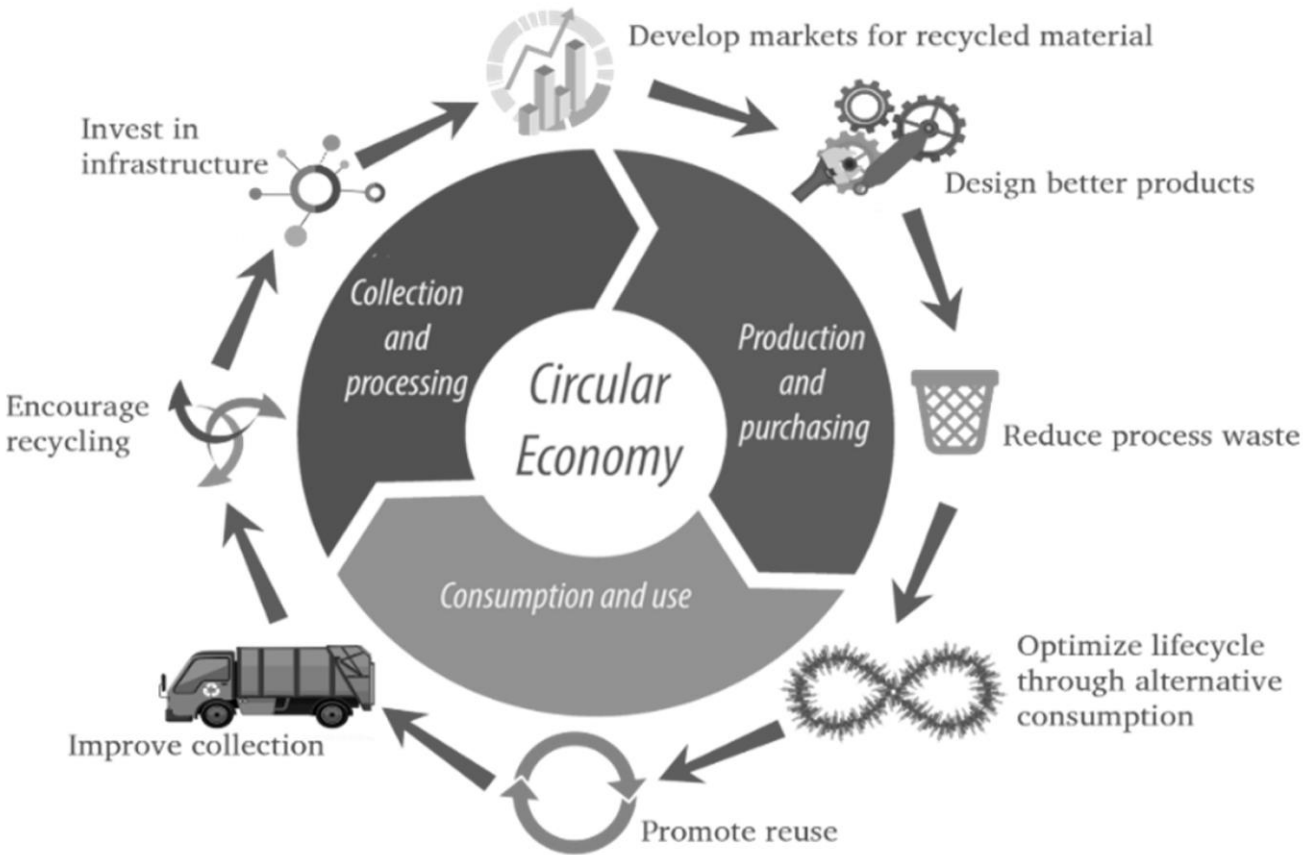 Develop markets for recycled material
Invest in
infrastructure
Design better products
Collection
and
processing
Production
and
purchasing
Circular
Economy
Encourage
recycling
Reduce process waste
Consumption and use
Optimize lifecycle
through alternative
consumption
Improve collection
Promote reuse